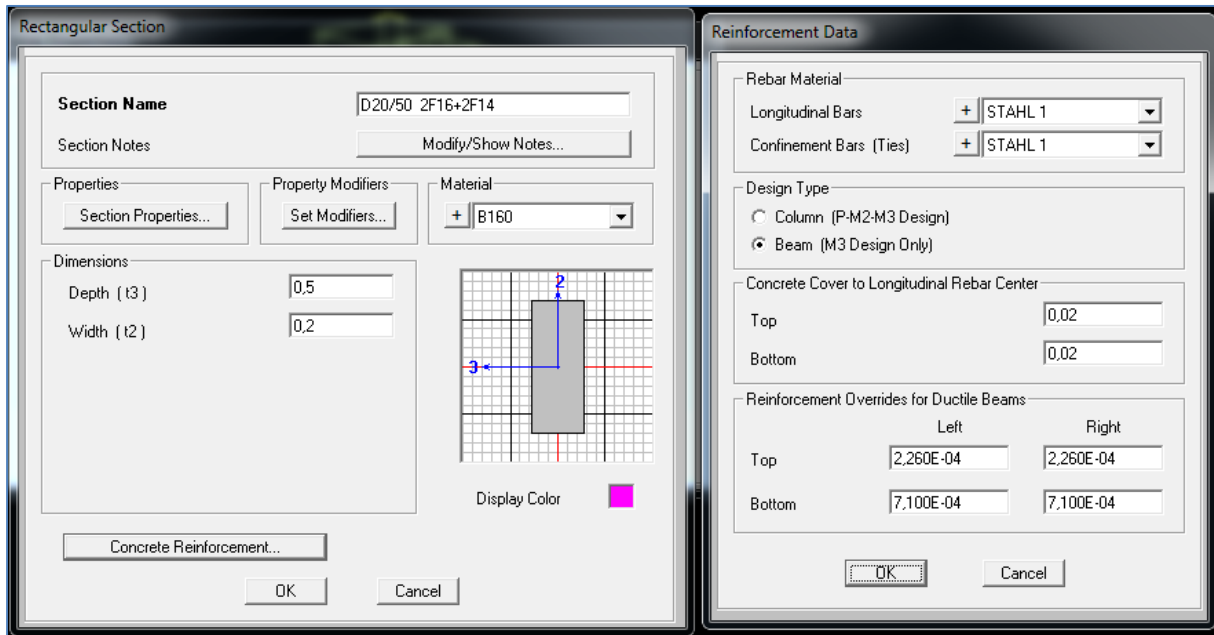 Rectangular Section
Section Name
D20/50 2F16+2F14
Section Notes
Modify/Show Notes...
Properties
Section Properties...
Property Modifiers
Set Modifiers...
Material
+
B160
Dimensions
Depth ( t3 )
0,5
Width ( t2 )
0,2
2
3
Display Color
Concrete Reinforcement...
OK
Cancel
Reinforcement Data
Rebar Material
Longitudinal Bars
+
STAHL 1
Confinement Bars (Ties)
+
STAHL 1
Design Type
Column (P-M2-M3 Design)
Beam (M3 Design Only)
Concrete Cover to Longitudinal Rebar Center
Top
0,02
Bottom
0,02
Reinforcement Overrides for Ductile Beams
Left
Right
Top
2,260E-04
2,260E-04
Bottom
7,100E-04
7,100E-04
OK
Cancel